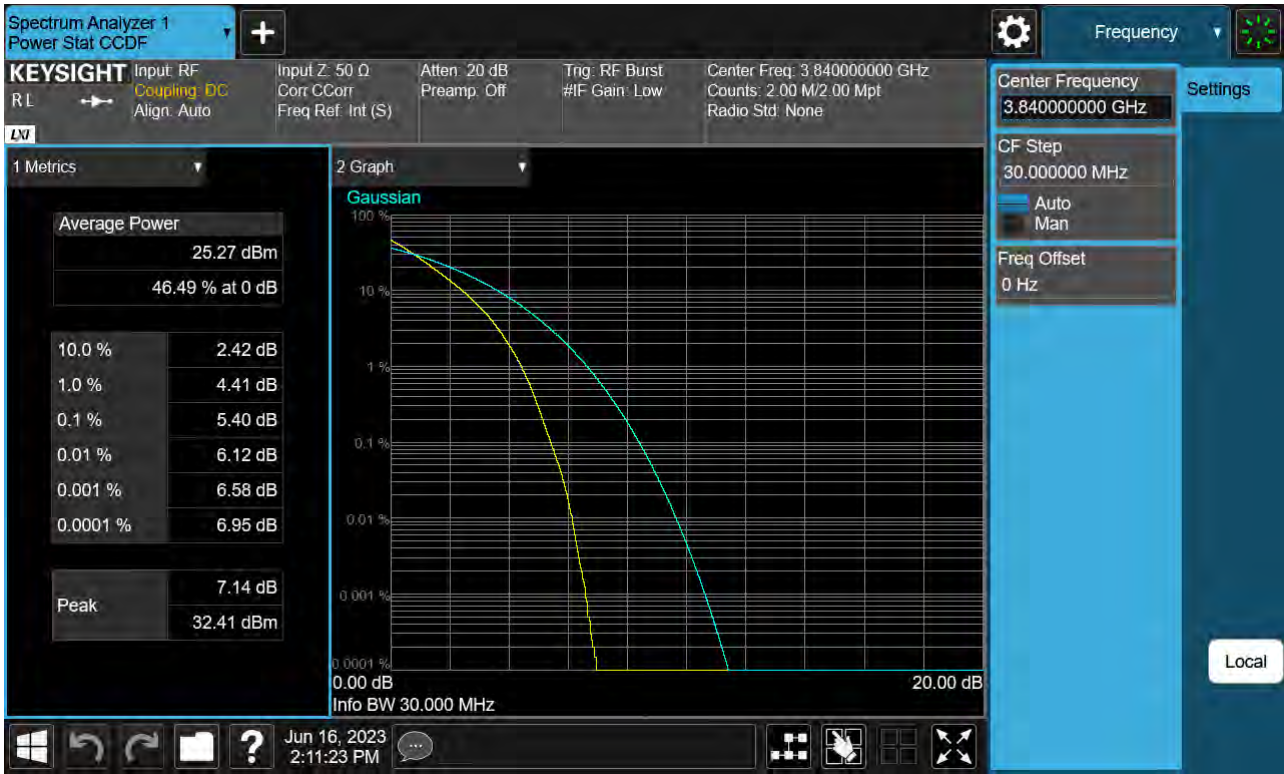 Spectrum Analyzer 1
Power Stat CCDF
+
Frequency
KEYSIGHT
RL
LXI
Input: RF
Coupling: DC
Align: Auto
Input Z: 50 Ω
Corr CCorr
Freq Ref: Int (S)
Atten: 20 dB
Preamp: Off
Trig: RF Burst
#IF Gain: Low
Center Freq: 3.840000000 GHz
Counts: 2.00 M/2.00 Mpt
Radio Std: None
Center Frequency
3.840000000 GHz
Settings
CF Step
30.000000 MHz
Auto
Man
Freq Offset
0 Hz
1 Metrics
Average Power
25.27 dBm
46.49 % at 0 dB
10.0 % 2.42 dB
1.0 % 4.41 dB
0.1 % 5.40 dB
0.01 % 6.12 dB
0.001 % 6.58 dB
0.0001 % 6.95 dB
Peak
7.14 dB
32.41 dBm
2 Graph
Gaussian
100 %
10 %
1 %
0.1 %
0.01 %
0.001 %
0.0001 %
0.00 dB 20.00 dB
Info BW 30.000 MHz
Local
?
Jun 16, 2023
2:11:23 PM